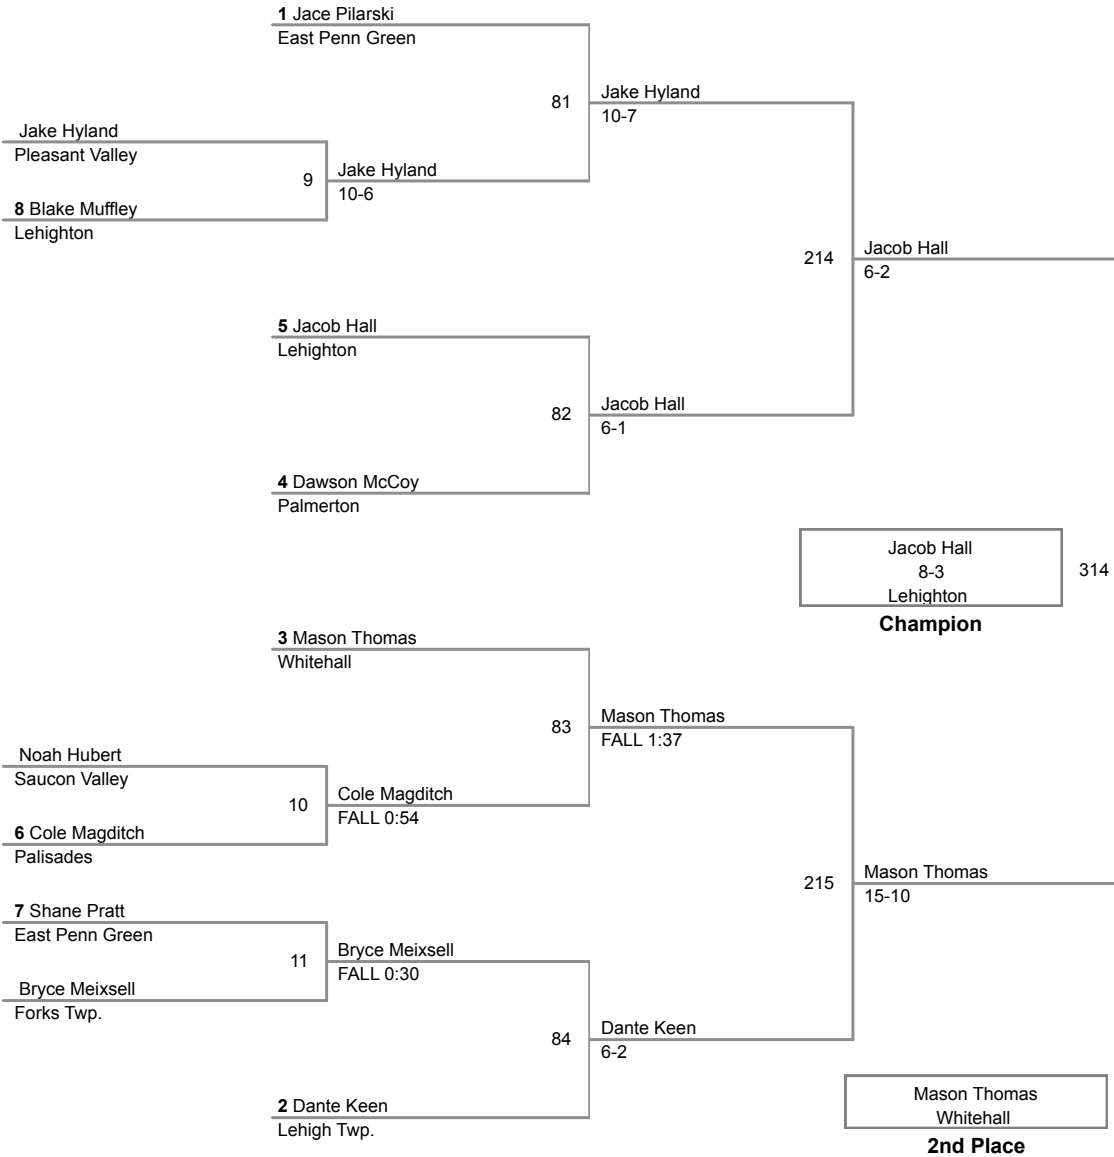 1 Jace Pilarski
East Penn Green
81
Jake Hyland
10-7
Jake Hyland
Pleasant Valley
9
Jake Hyland
10-6
8 Blake Muffley
Lehighton
214
Jacob Hall
6-2
5 Jacob Hall
Lehighton
82
Jacob Hall
6-1
4 Dawson McCoy
Palmerton
Jacob Hall
8-3
Lehighton
314
Champion
3 Mason Thomas
Whitehall
83
Mason Thomas
FALL 1:37
Noah Hubert
Saucon Valley
10
Cole Magditch
FALL 0:54
6 Cole Magditch
Palisades
215
Mason Thomas
15-10
7 Shane Pratt
East Penn Green
11
Bryce Meixsell
FALL 0:30
Bryce Meixsell
Forks Twp.
84
Dante Keen
6-2
2 Dante Keen
Lehigh Twp.
Mason Thomas
Whitehall
2nd Place